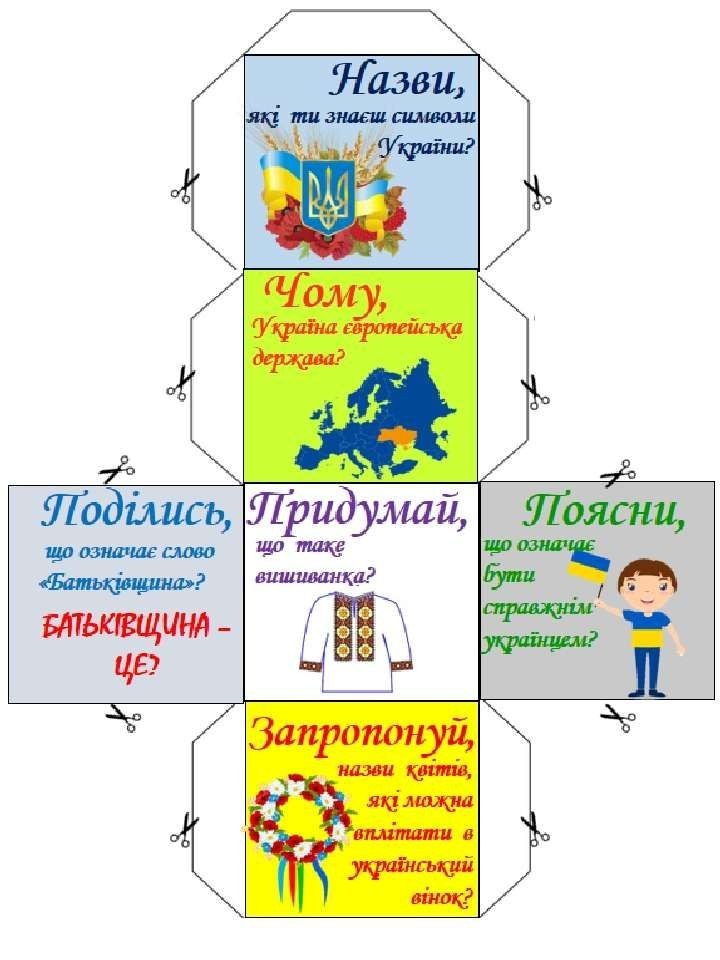 Назви,
які ти знаєш символи
України?
Чому,
Україна європейська
держава?
Поділись,
що означає слово
«Батьківщина»?
БАТЬКІВЩИНА –
ЦЕ?
Придумай,
що таке
вишиванка?
Поясни,
що означає
бути
справжнім
українцем?
Запропонуй,
назви квітів,
які можна
вплітати в
український
вінок?